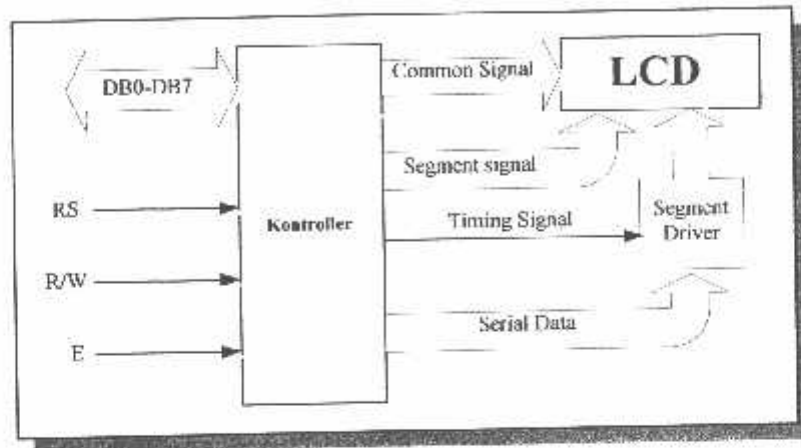 DB0-DB7
Common Signal
LCD
Segment signal
RS
Kontroller
Timing Signal
Segment
Driver
R/W
Serial Data
E